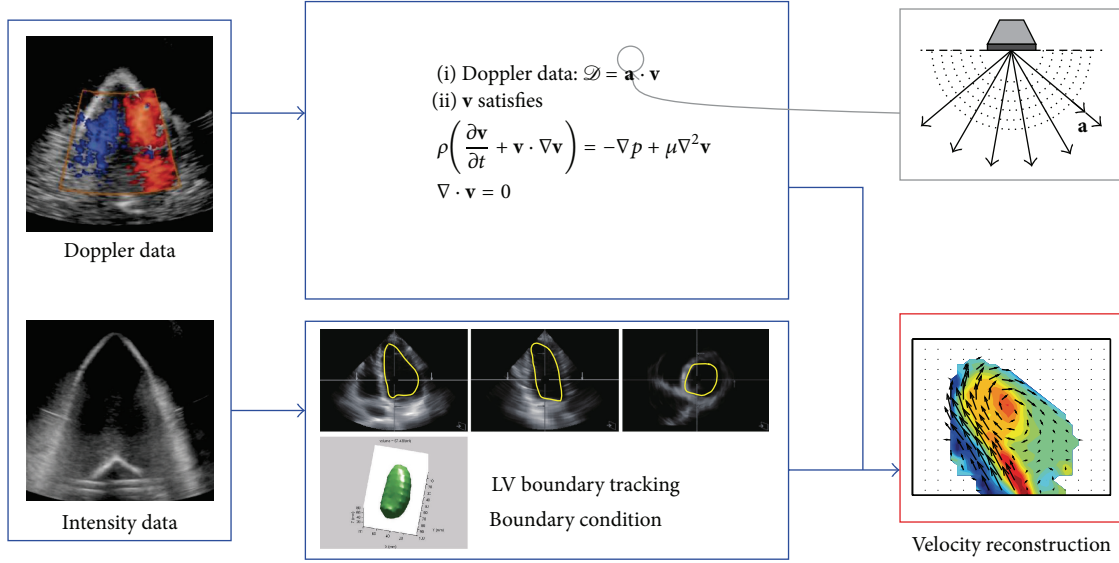 Doppler data
Intensity data
(i) Doppler data: 𝒟 = a · v
(ii) v satisfies
ρ(∂v/∂t + v · ∇v) = −∇p + μ∇²v
∇ · v = 0
a
LV boundary tracking
Boundary condition
Velocity reconstruction